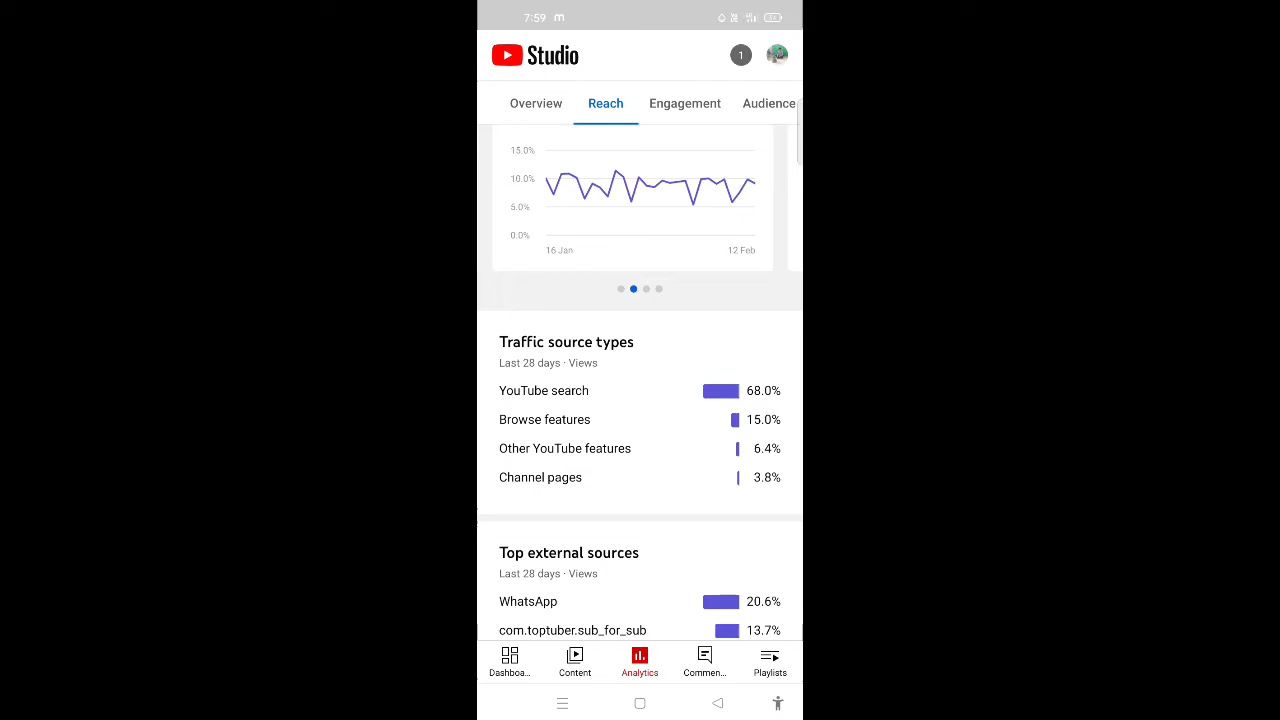 7:59 m
Studio
1
Overview Reach Engagement Audience
15.0%
10.0%
5.0%
0.0%
16 Jan 12 Feb
Traffic source types
Last 28 days · Views
YouTube search 68.0%
Browse features 15.0%
Other YouTube features 6.4%
Channel pages 3.8%
Top external sources
Last 28 days · Views
WhatsApp 20.6%
com.toptuber.sub_for_sub 13.7%
Dashboa... Content Analytics Commen... Playlists